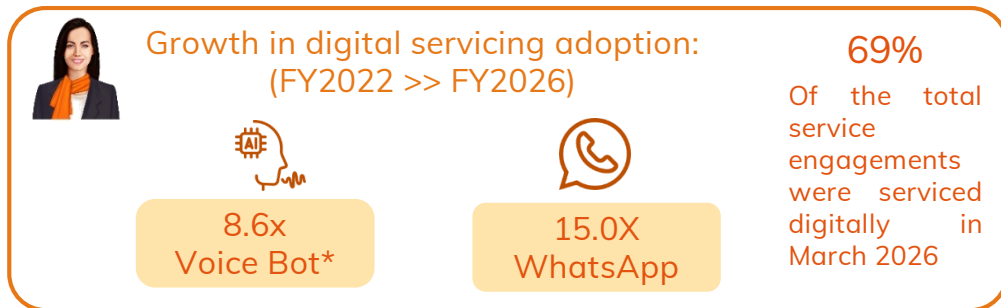 Growth in digital servicing adoption:
(FY2022 >> FY2026)
AI
8.6x
Voice Bot*
15.0X
WhatsApp
69%
Of the total
service
engagements
were serviced
digitally in
March 2026